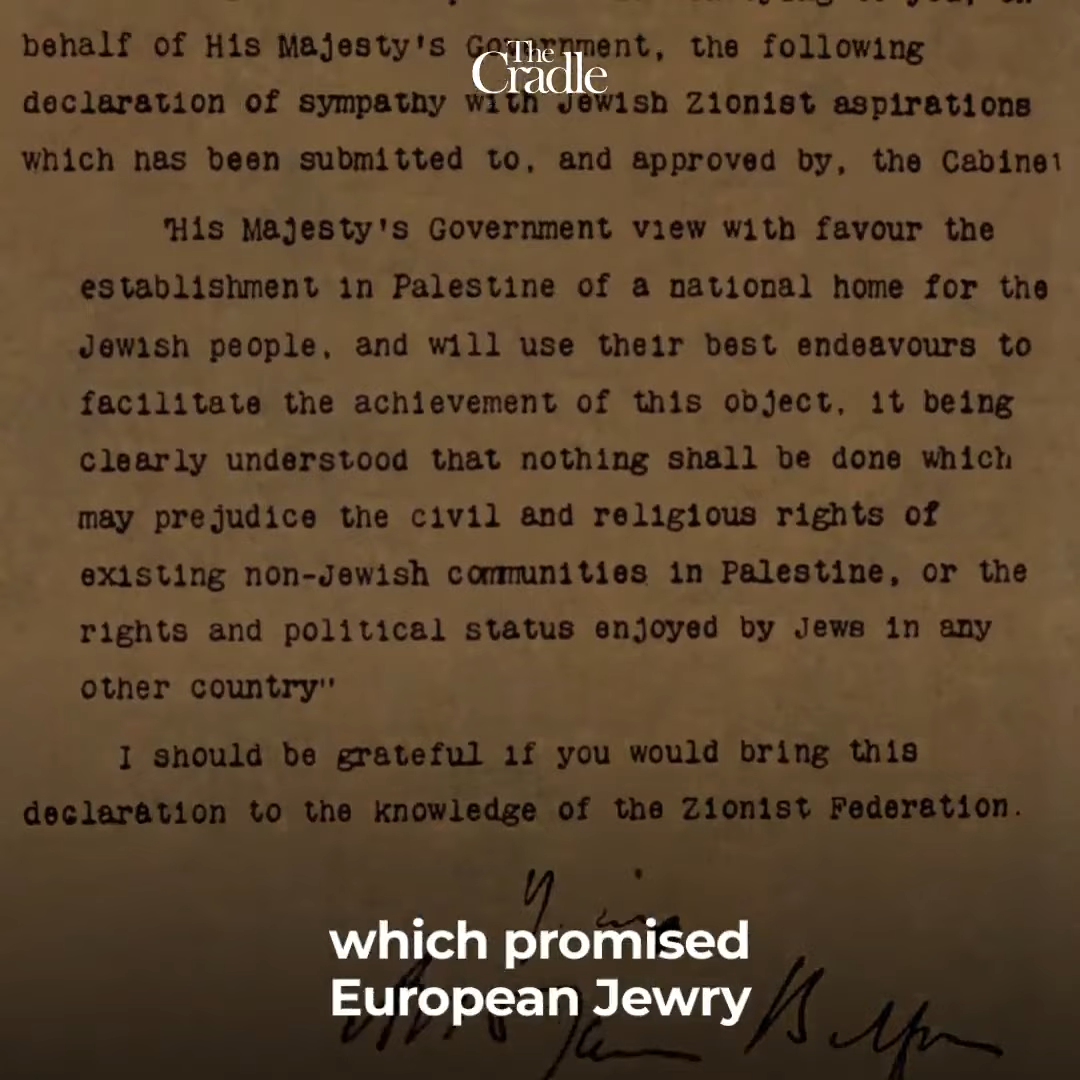 behalf of His Majesty's Government, the following
The
Cradle
declaration of sympathy with Jewish Zionist aspirations
which has been submitted to, and approved by, the Cabinet
"His Majesty's Government view with favour the
establishment in Palestine of a national home for the
Jewish people, and will use their best endeavours to
facilitate the achievement of this object, it being
clearly understood that nothing shall be done which
may prejudice the civil and religious rights of
existing non-Jewish communities in Palestine, or the
rights and political status enjoyed by Jews in any
other country"
I should be grateful if you would bring this
declaration to the knowledge of the Zionist Federation.
which promised
European Jewry